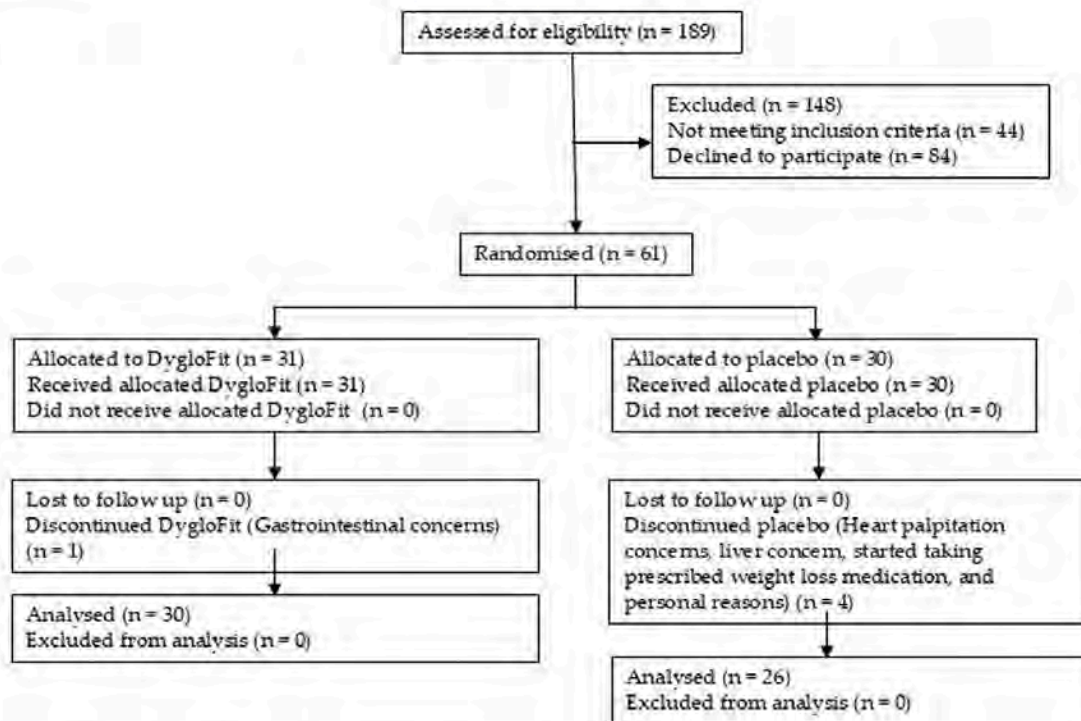 Assessed for eligibility (n = 189)
Excluded (n = 148)
Not meeting inclusion criteria (n = 44)
Declined to participate (n = 84)
Randomised (n = 61)
Allocated to DygloFit (n = 31)
Received allocated DygloFit (n = 31)
Did not receive allocated DygloFit (n = 0)
Allocated to placebo (n = 30)
Received allocated placebo (n = 30)
Did not receive allocated placebo (n = 0)
Lost to follow up (n = 0)
Discontinued DygloFit (Gastrointestinal concerns)
(n = 1)
Lost to follow up (n = 0)
Discontinued placebo (Heart palpitation
concerns, liver concern, started taking
prescribed weight loss medication, and
personal reasons) (n = 4)
Analysed (n = 30)
Excluded from analysis (n = 0)
Analysed (n = 26)
Excluded from analysis (n = 0)